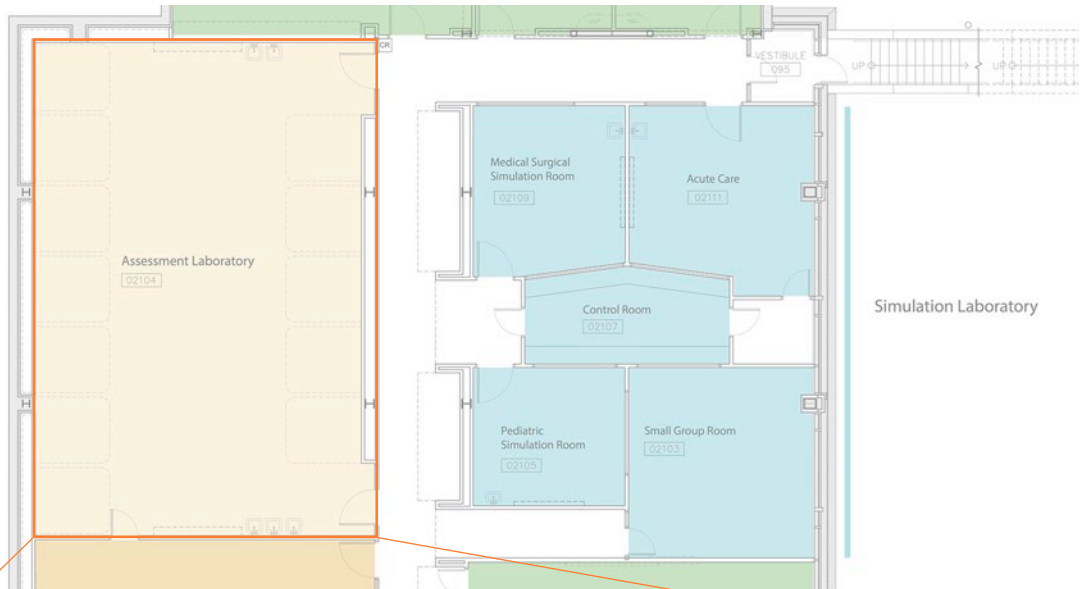 CR
VESTIBULE
095
UP
UP
Medical Surgical
Simulation Room
02109
Acute Care
02111
Assessment Laboratory
02104
Control Room
02107
Simulation Laboratory
Pediatric
Simulation Room
02105
Small Group Room
02103